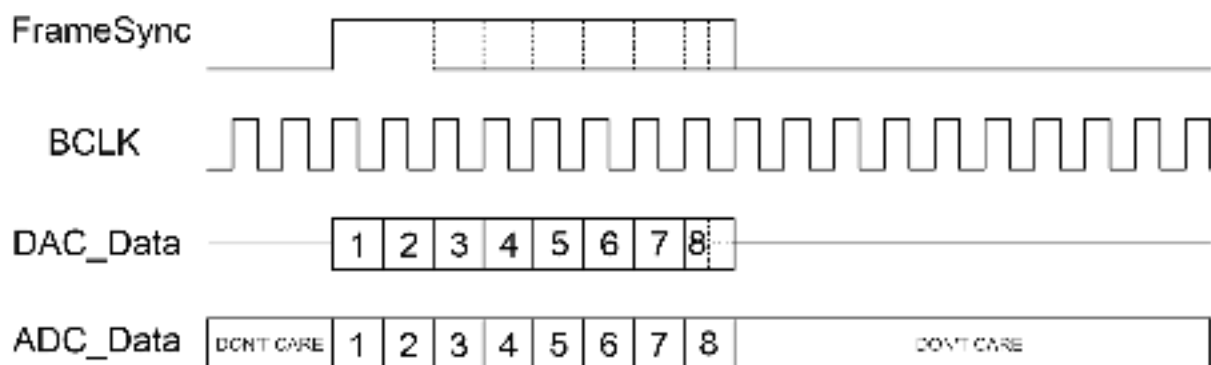 FrameSync
BCLK
DAC_Data 1 2 3 4 5 6 7 8
ADC_Data DON'T CARE 1 2 3 4 5 6 7 8 DON'T CARE